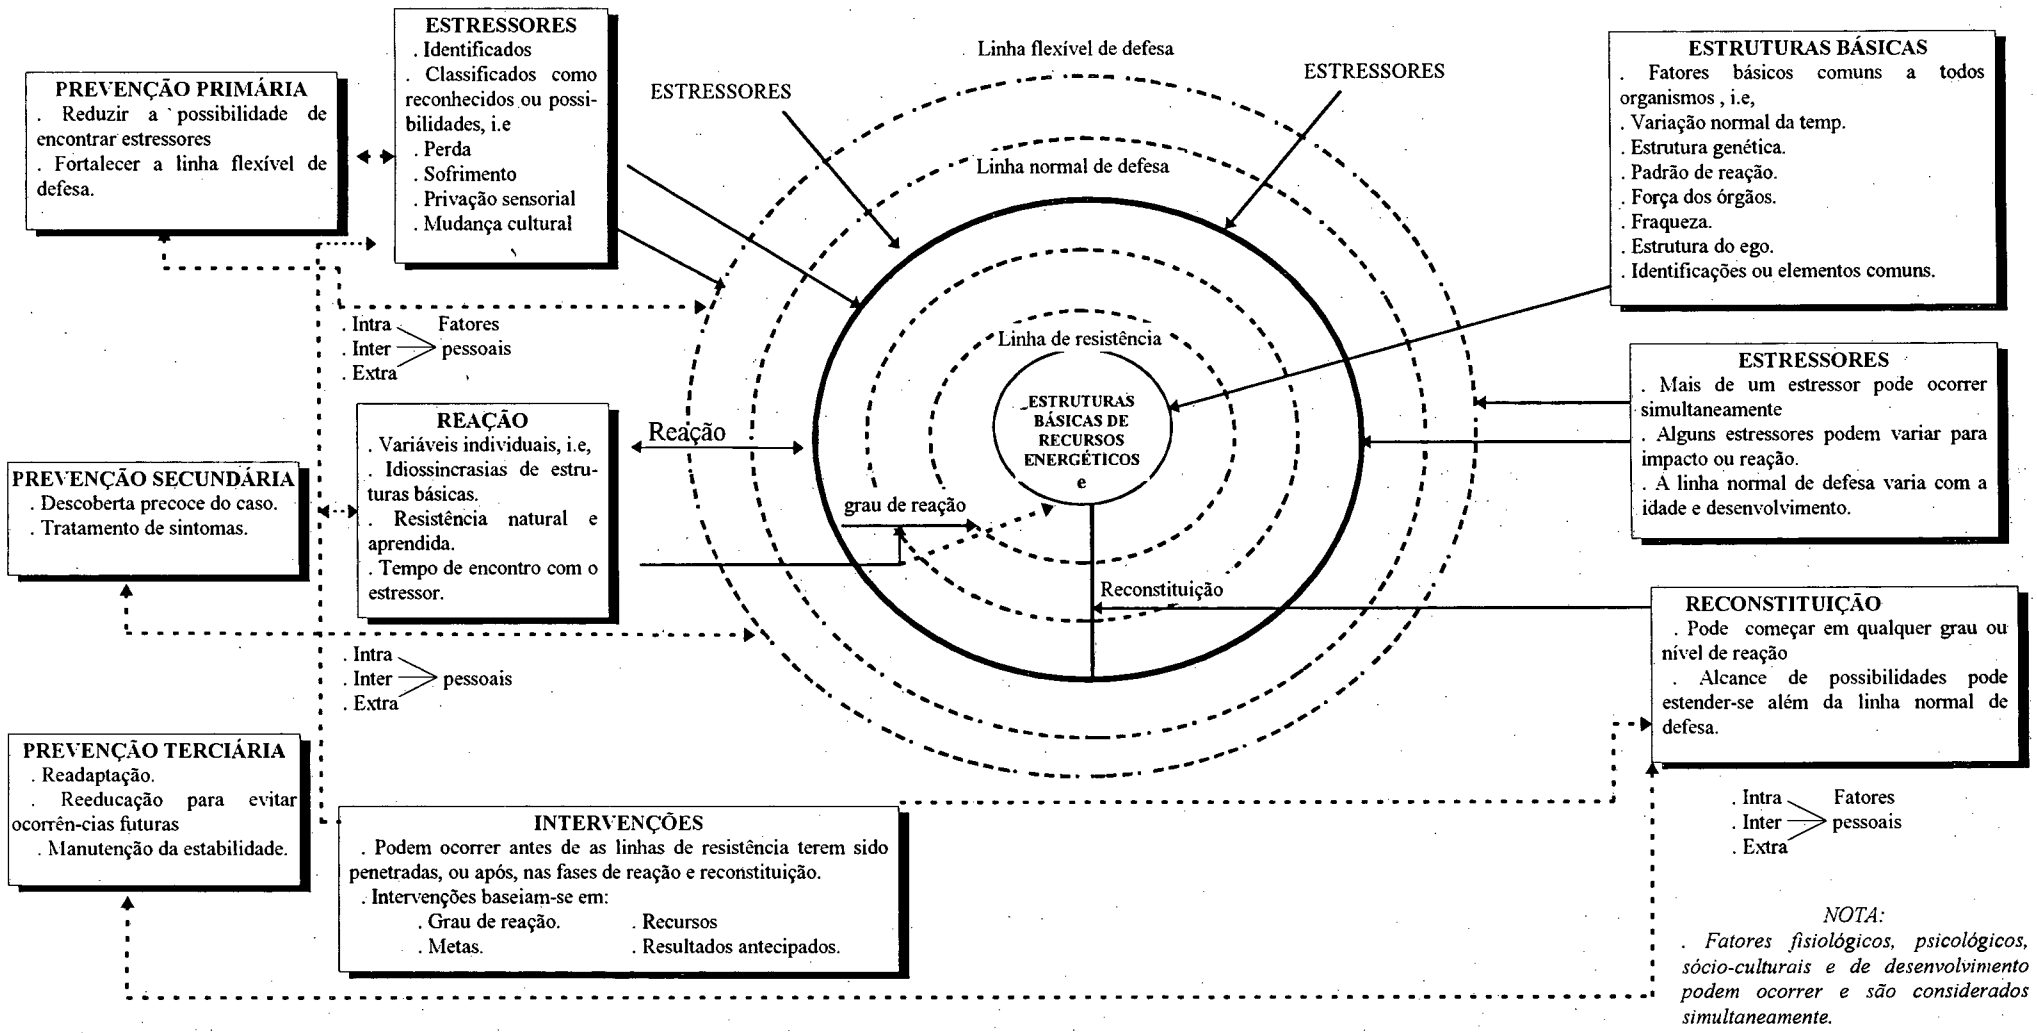 ESTRESSORES
. Identificados
. Classificados como
reconhecidos ou possi-
bilidades, i.e
. Perda
. Sofrimento
. Privação sensorial
. Mudança cultural
PREVENÇÃO PRIMÁRIA
. Reduzir a possibilidade de
encontrar estressores
. Fortalecer a linha flexível de
defesa.
ESTRESSORES
Linha flexível de defesa
ESTRESSORES
Linha normal de defesa
Linha de resistência
ESTRUTURAS
BÁSICAS DE
RECURSOS
ENERGÉTICOS
e
ESTRUTURAS BÁSICAS
. Fatores básicos comuns a todos
organismos , i.e,
. Variação normal da temp.
. Estrutura genética.
. Padrão de reação.
. Força dos órgãos.
. Fraqueza.
. Estrutura do ego.
. Identificações ou elementos comuns.
. Intra
. Inter
. Extra
Fatores
pessoais
ESTRESSORES
. Mais de um estressor pode ocorrer
simultaneamente
. Alguns estressores podem variar para
impacto ou reação.
. A linha normal de defesa varia com a
idade e desenvolvimento.
REAÇÃO
. Variáveis individuais, i.e,
. Idiossincrasias de estru-
turas básicas.
. Resistência natural e
aprendida.
. Tempo de encontro com o
estressor.
Reação
grau de reação
PREVENÇÃO SECUNDÁRIA
. Descoberta precoce do caso.
. Tratamento de sintomas.
Reconstituição
RECONSTITUIÇÃO
. Pode começar em qualquer grau ou
nível de reação
. Alcance de possibilidades pode
estender-se além da linha normal de
defesa.
. Intra
. Inter
. Extra
pessoais
PREVENÇÃO TERCIÁRIA
. Readaptação.
. Reeducação para evitar
ocorrên-cias futuras
. Manutenção da estabilidade.
INTERVENÇÕES
. Podem ocorrer antes de as linhas de resistência terem sido
penetradas, ou após, nas fases de reação e reconstituição.
. Intervenções baseiam-se em:
. Grau de reação. . Recursos
. Metas. . Resultados antecipados.
. Intra
. Inter
. Extra
Fatores
pessoais
NOTA:
. Fatores fisiológicos, psicológicos,
sócio-culturais e de desenvolvimento
podem ocorrer e são considerados
simultaneamente.